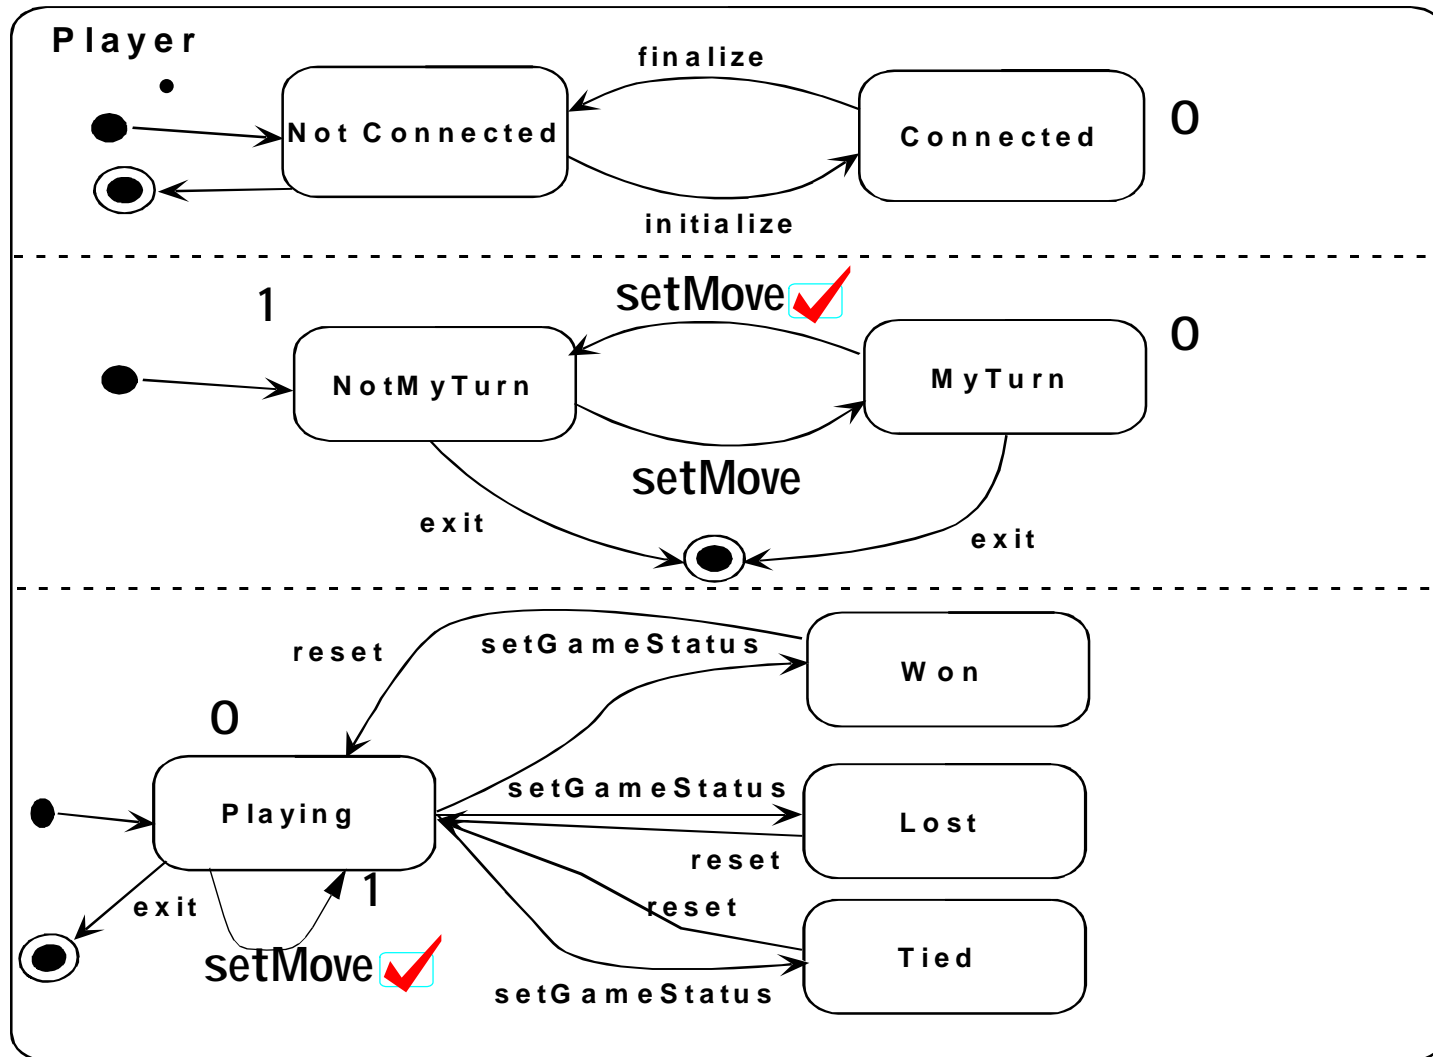 Player
finalize
Not Connected
Connected
0
initialize
1
setMove
0
NotMyTurn
MyTurn
setMove
exit
exit
reset
setGameStatus
Won
0
Playing
setGameStatus
Lost
reset
1
exit
reset
setMove
Tied
setGameStatus